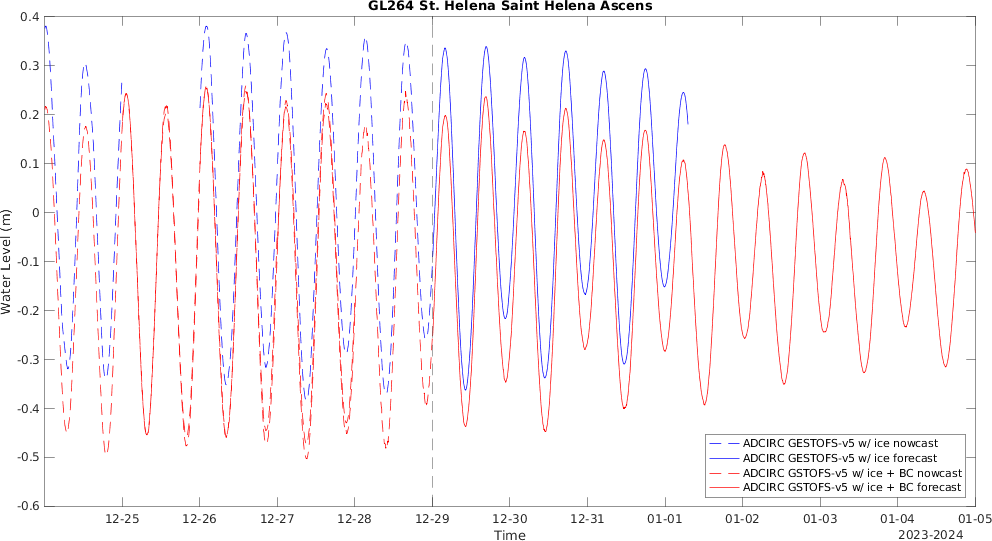 GL264 St. Helena Saint Helena Ascens
0.4
0.3
0.2
0.1
0
-0.1
-0.2
-0.3
-0.4
-0.5
-0.6
Water Level (m)
ADCIRC GESTOFS-v5 w/ ice nowcast
ADCIRC GESTOFS-v5 w/ ice forecast
ADCIRC GSTOFS-v5 w/ ice + BC nowcast
ADCIRC GSTOFS-v5 w/ ice + BC forecast
12-25 12-26 12-27 12-28 12-29 12-30 12-31 01-01 01-02 01-03 01-04 01-05
Time
2023-2024